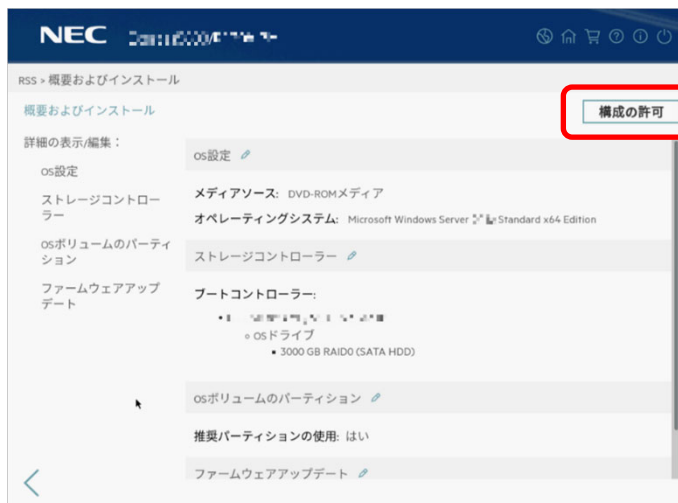 NEC
RSS > 概要およびインストール
概要およびインストール
構成の許可
詳細の表示/編集：
OS設定
ストレージコントロー
ラー
OSボリュームのパーティ
ション
ファームウェアアップ
デート
OS設定
メディアソース: DVD-ROMメディア
オペレーティングシステム: Microsoft Windows Server Standard x64 Edition
ストレージコントローラー
ブートコントローラー:
OSドライブ
3000 GB RAID0 (SATA HDD)
OSボリュームのパーティション
推奨パーティションの使用: はい
ファームウェアアップデート